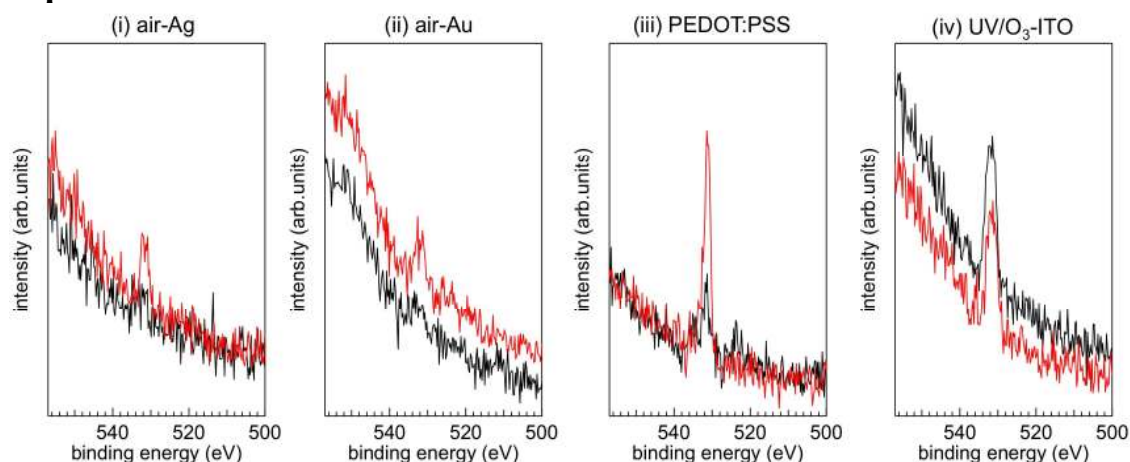 (i) air-Ag
(ii) air-Au
(iii) PEDOT:PSS
(iv) UV/O₃-ITO
intensity (arb.units)
intensity (arb.units)
intensity (arb.units)
intensity (arb.units)
540 520 500
540 520 500
540 520 500
540 520 500
binding energy (eV)
binding energy (eV)
binding energy (eV)
binding energy (eV)